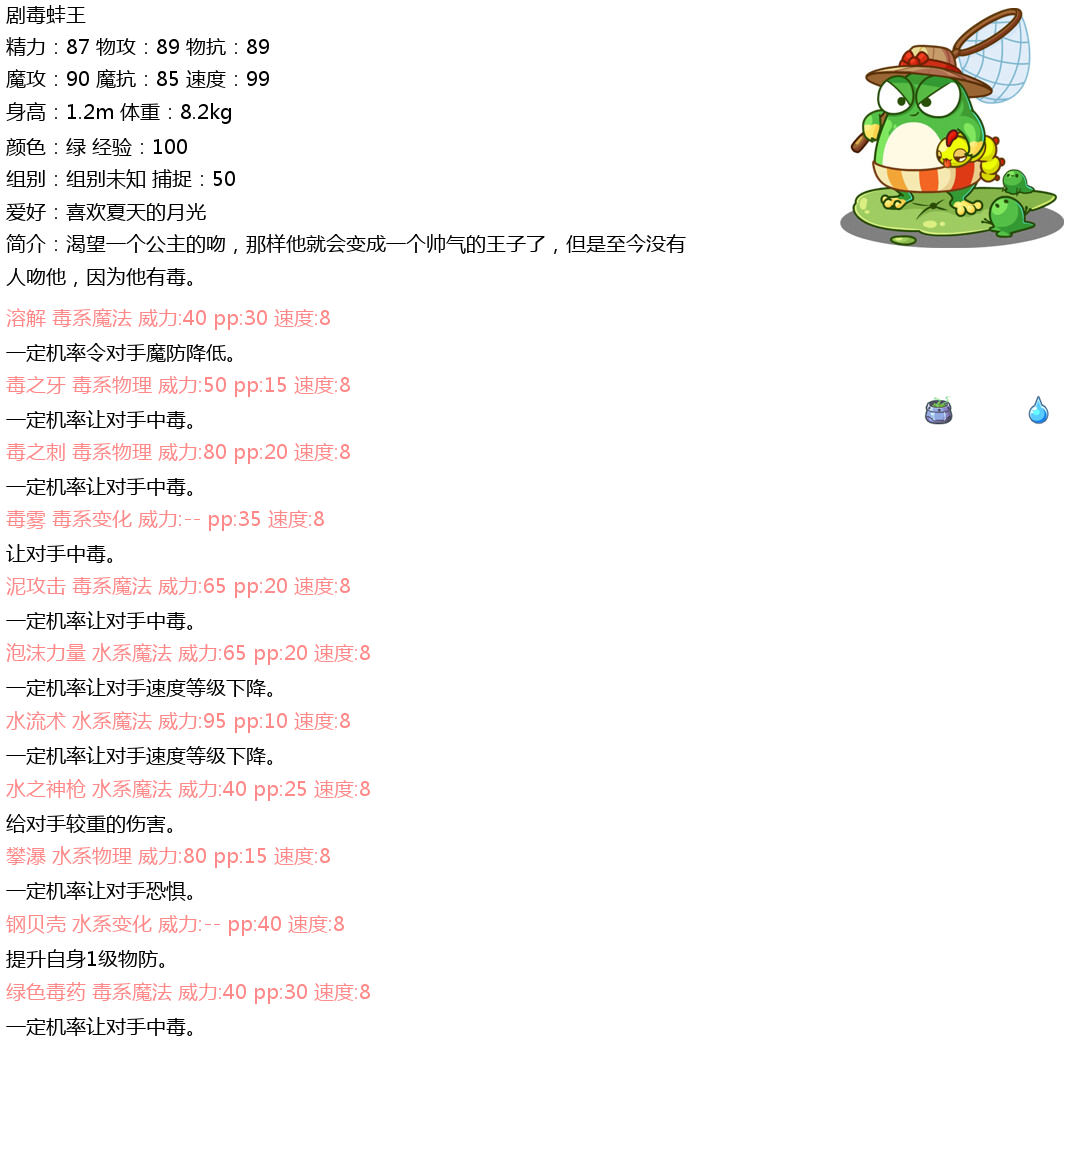 剧毒蛙王
精力：87 物攻：89 物抗：89
魔攻：90 魔抗：85 速度：99
身高：1.2m 体重：8.2kg
颜色：绿 经验：100
组别：组别未知 捕捉：50
爱好：喜欢夏天的月光
简介：渴望一个公主的吻，那样他就会变成一个帅气的王子了，但是至今没有
人吻他，因为他有毒。
溶解 毒系魔法 威力:40 pp:30 速度:8
一定机率令对手魔防降低。
毒之牙 毒系物理 威力:50 pp:15 速度:8
一定机率让对手中毒。
毒之刺 毒系物理 威力:80 pp:20 速度:8
一定机率让对手中毒。
毒雾 毒系变化 威力:-- pp:35 速度:8
让对手中毒。
泥攻击 毒系魔法 威力:65 pp:20 速度:8
一定机率让对手中毒。
泡沫力量 水系魔法 威力:65 pp:20 速度:8
一定机率让对手速度等级下降。
水流术 水系魔法 威力:95 pp:10 速度:8
一定机率让对手速度等级下降。
水之神枪 水系魔法 威力:40 pp:25 速度:8
给对手较重的伤害。
攀瀑 水系物理 威力:80 pp:15 速度:8
一定机率让对手恐惧。
钢贝壳 水系变化 威力:-- pp:40 速度:8
提升自身1级物防。
绿色毒药 毒系魔法 威力:40 pp:30 速度:8
一定机率让对手中毒。